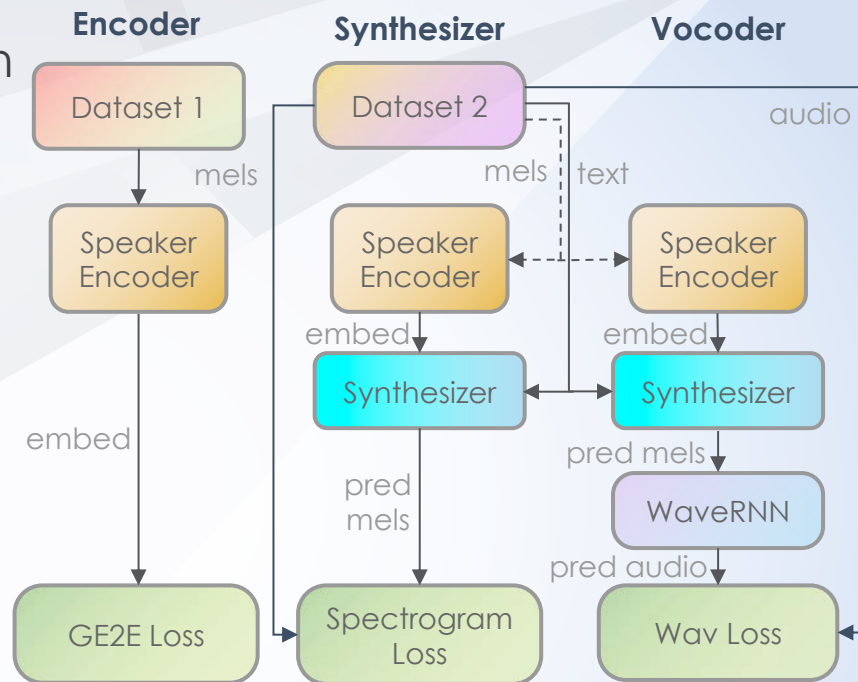 Encoder
Synthesizer
Vocoder
n
Dataset 1
Dataset 2
audio
mels
mels
text
Speaker
Encoder
Speaker
Encoder
Speaker
Encoder
embed
embed
Synthesizer
Synthesizer
embed
pred mels
pred
mels
WaveRNN
pred audio
GE2E Loss
Spectrogram
Loss
Wav Loss